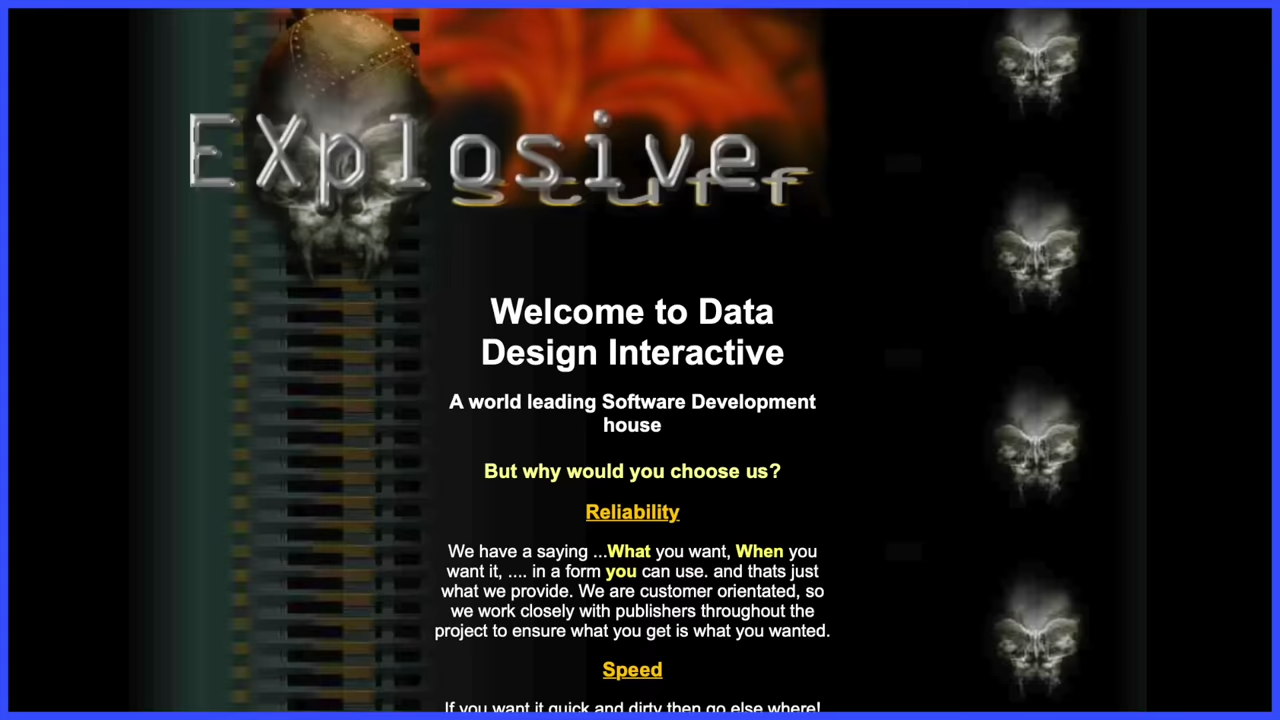 EXplosive
stuff
Welcome to Data
Design Interactive
A world leading Software Development
house
But why would you choose us?
Reliability
We have a saying ...What you want, When you
want it, .... in a form you can use. and thats just
what we provide. We are customer orientated, so
we work closely with publishers throughout the
project to ensure what you get is what you wanted.
Speed
If you want it quick and dirty then go else where!